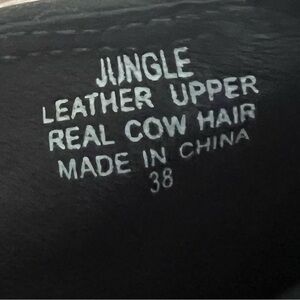 JUNGLE
LEATHER UPPER
REAL COW HAIR
MADE IN CHINA
38